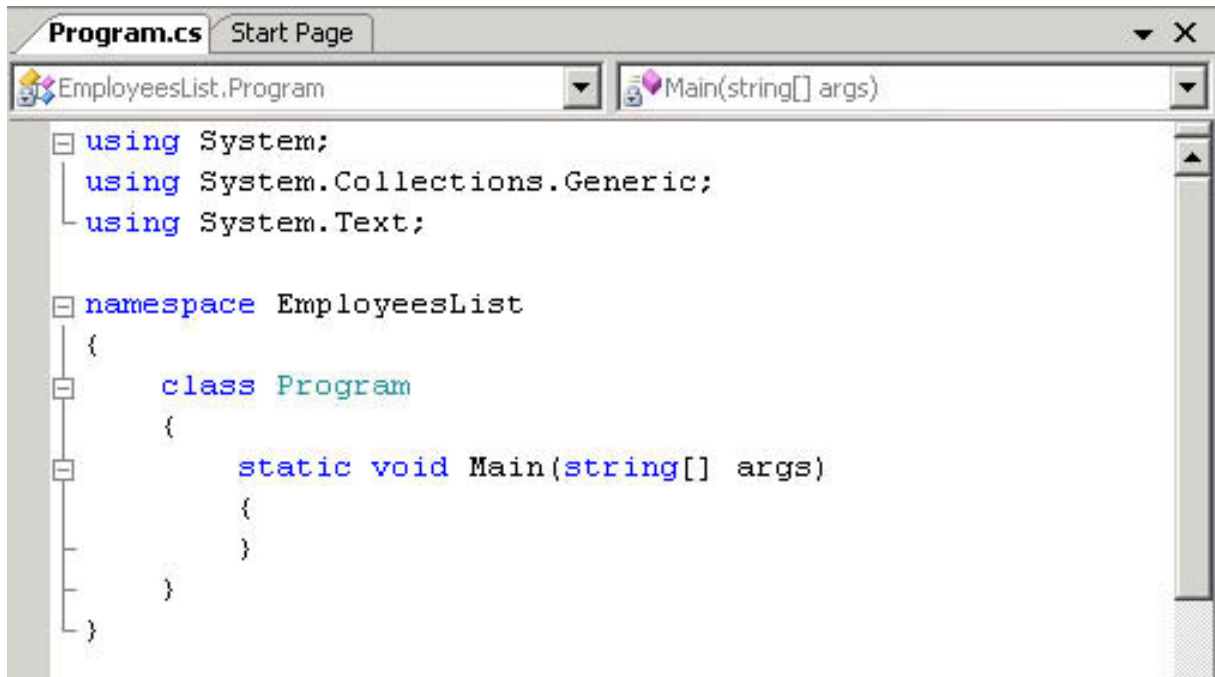 Program.cs Start Page
EmployeesList.Program Main(string[] args)
using System;
using System.Collections.Generic;
using System.Text;
namespace EmployeesList
{
class Program
{
static void Main(string[] args)
{
}
}
}